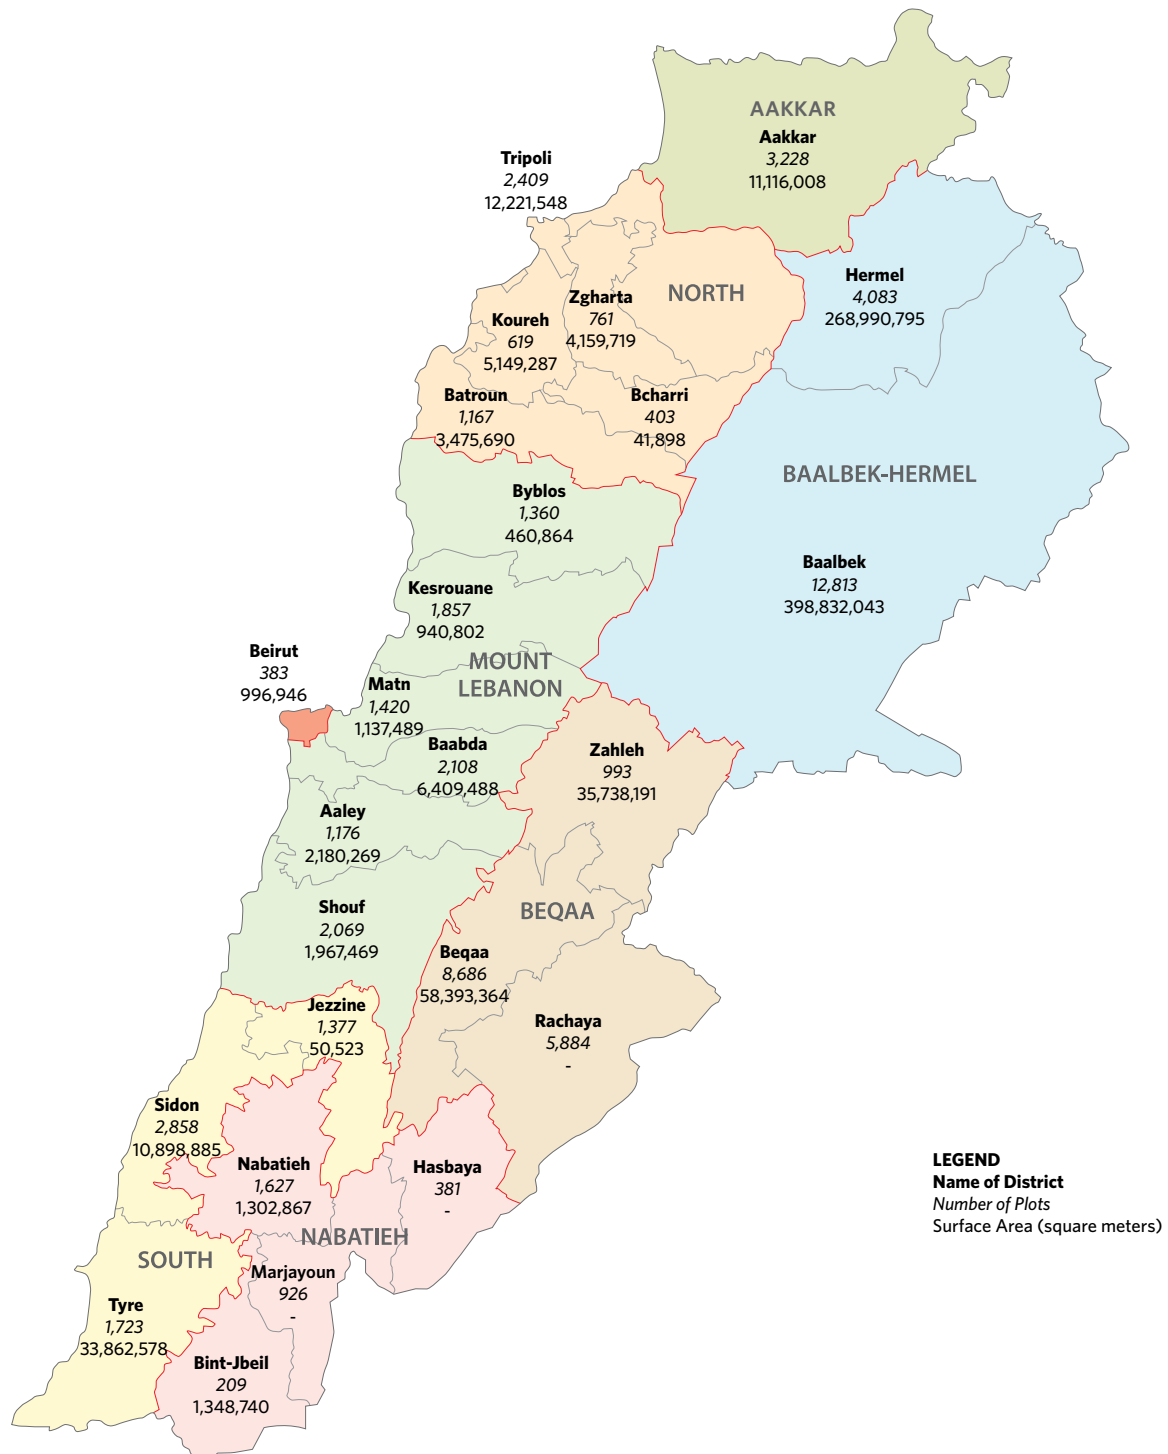 AAKKAR
Aakkar
3,228
11,116,008
Tripoli
2,409
12,221,548
Hermel
4,083
268,990,795
NORTH
Zgharta
761
4,159,719
Koureh
619
5,149,287
Batroun
1,167
3,475,690
Bcharri
403
41,898
BAALBEK-HERMEL
Byblos
1,360
460,864
Baalbek
12,813
398,832,043
Kesrouane
1,857
940,802
Beirut
383
996,946
MOUNT
LEBANON
Matn
1,420
1,137,489
Baabda
2,108
6,409,488
Zahleh
993
35,738,191
Aaley
1,176
2,180,269
Shouf
2,069
1,967,469
BEQAA
Beqaa
8,686
58,393,364
Rachaya
5,884
-
Jezzine
1,377
50,523
Sidon
2,858
10,898,885
Nabatieh
1,627
1,302,867
Hasbaya
381
-
NABATIEH
SOUTH
Marjayoun
926
-
Tyre
1,723
33,862,578
Bint-Jbeil
209
1,348,740
LEGEND
Name of District
Number of Plots
Surface Area (square meters)